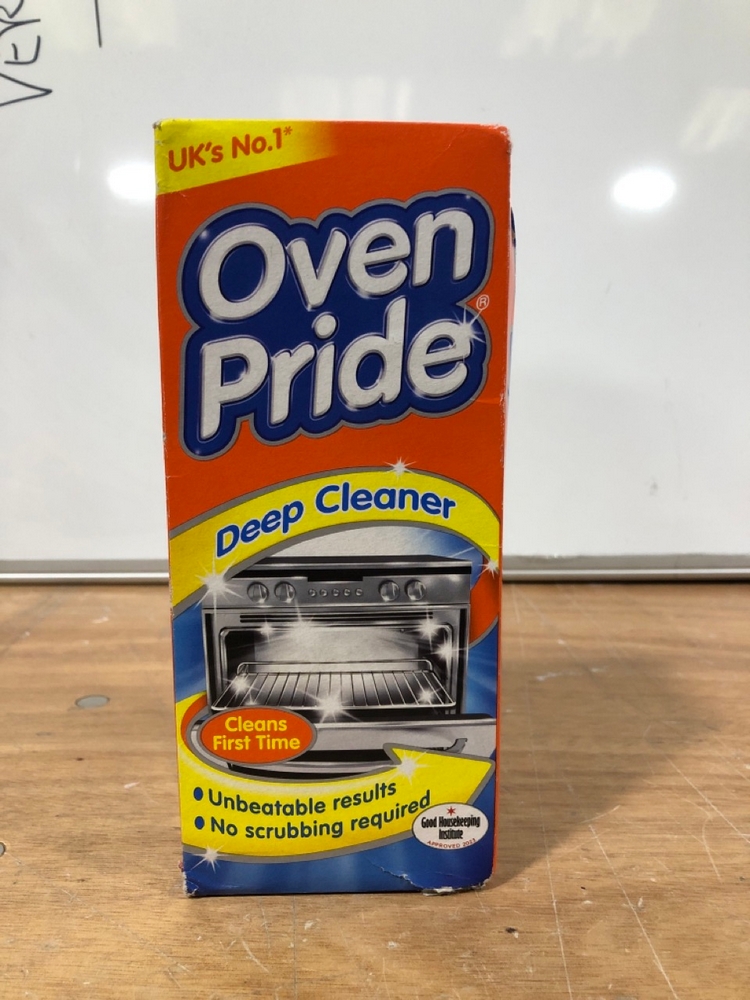 UK's No.1*
Oven
Pride®
Deep Cleaner
Cleans
First Time
• Unbeatable results
• No scrubbing required
Good Housekeeping
Institute